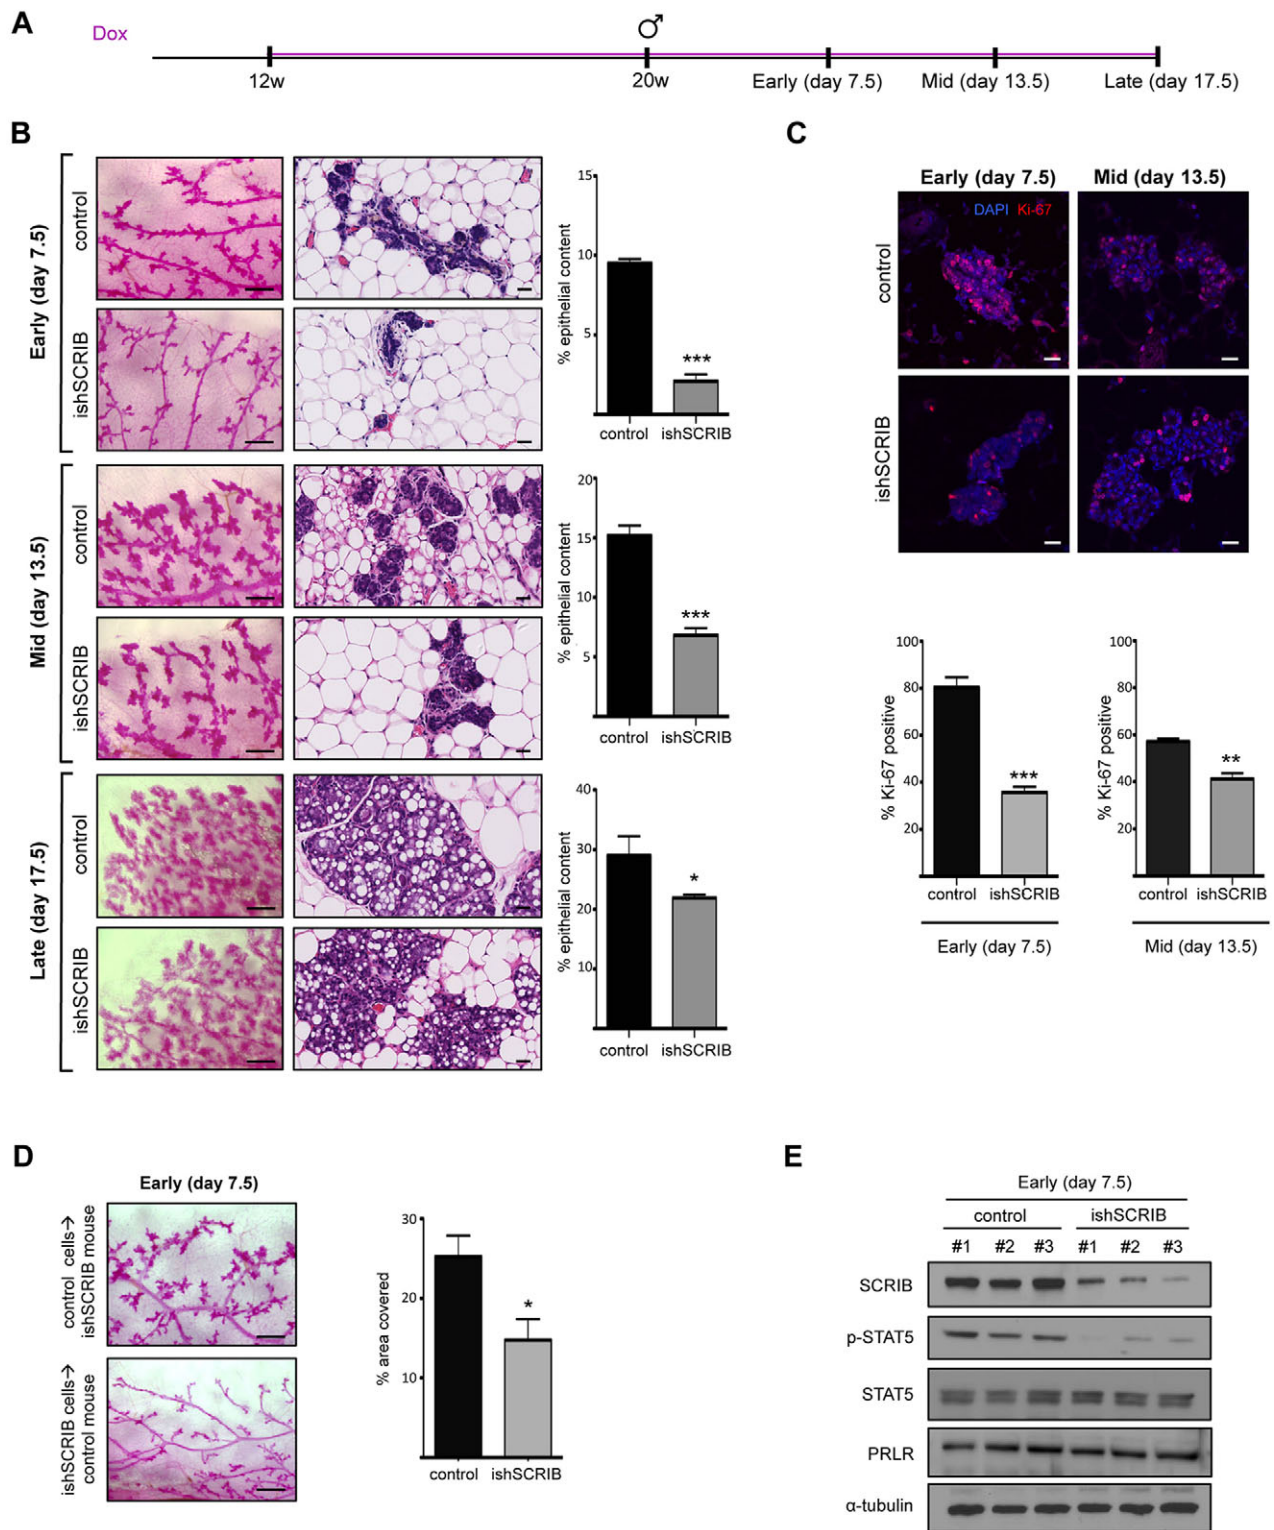 A
Dox
♂
12w
20w
Early (day 7.5)
Mid (day 13.5)
Late (day 17.5)
B
Early (day 7.5)
control
ishSCRIB
15
10
5
% epithelial content
***
control
ishSCRIB
Mid (day 13.5)
control
ishSCRIB
20
15
10
5
% epithelial content
***
control
ishSCRIB
Late (day 17.5)
control
ishSCRIB
40
30
20
10
% epithelial content
*
control
ishSCRIB
C
Early (day 7.5)
Mid (day 13.5)
DAPI Ki-67
control
ishSCRIB
100
80
60
40
20
% Ki-67 positive
***
control
ishSCRIB
Early (day 7.5)
100
80
60
40
20
% Ki-67 positive
**
control
ishSCRIB
Mid (day 13.5)
D
Early (day 7.5)
control cells→
ishSCRIB mouse
ishSCRIB cells→
control mouse
30
20
10
% area covered
*
control
ishSCRIB
E
Early (day 7.5)
control
ishSCRIB
#1 #2 #3 #1 #2 #3
SCRIB
p-STAT5
STAT5
PRLR
α-tubulin